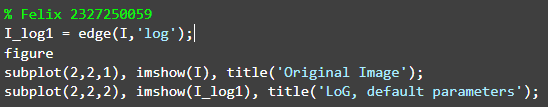 % Felix 2327250059
I_log1 = edge(I,'log');
figure
subplot(2,2,1), imshow(I), title('Original Image');
subplot(2,2,2), imshow(I_log1), title('LoG, default parameters');